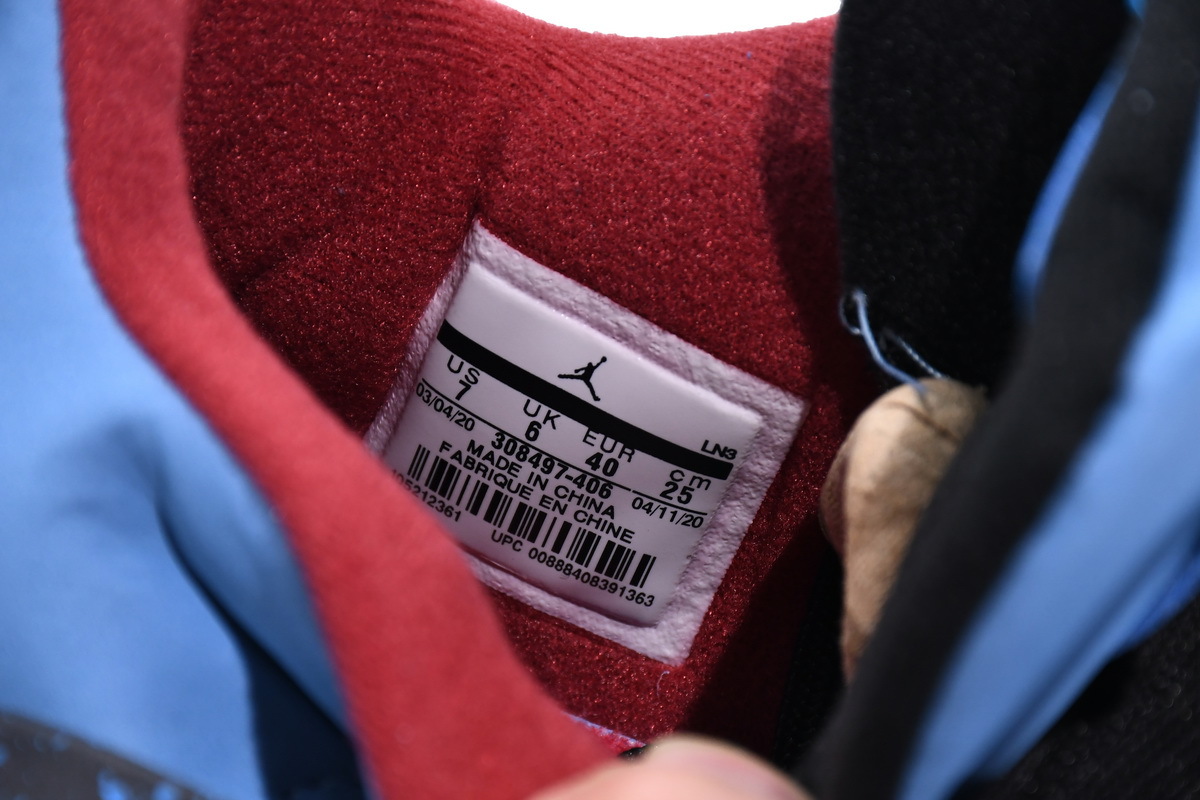 LN3
US UK EUR cm
7 6 40 25
03/04/20 308497-406 04/11/20
MADE IN CHINA
FABRIQUE EN CHINE
UPC 00888408391363